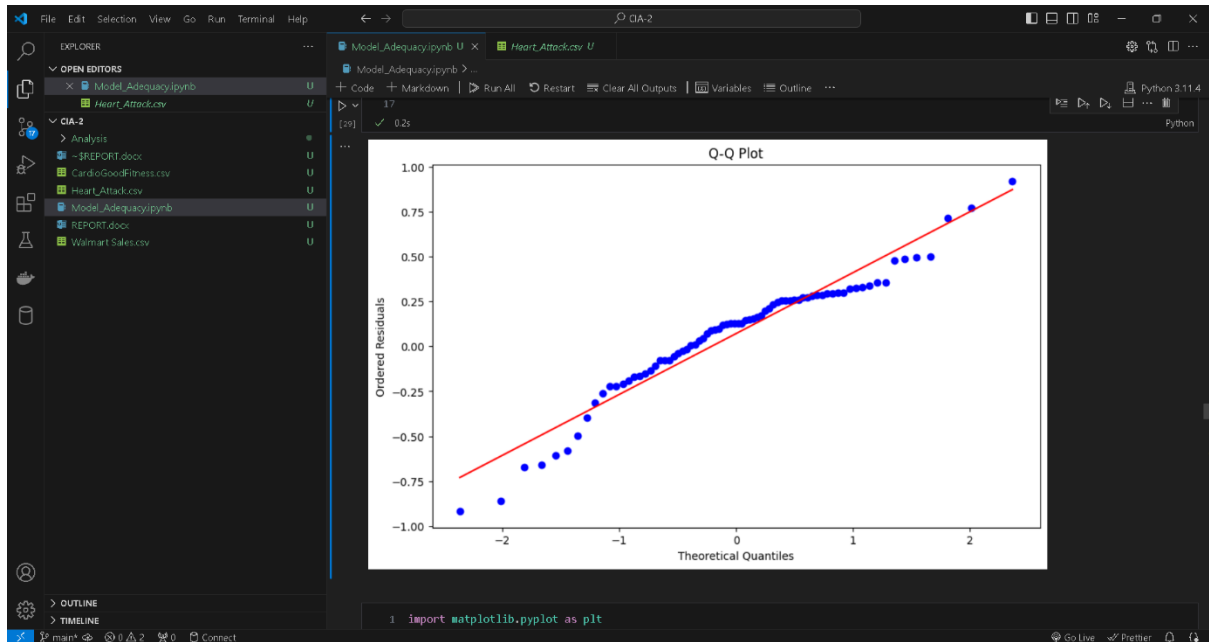 File Edit Selection View Go Run Terminal Help
CIA-2
EXPLORER
OPEN EDITORS
Model_Adequacy.ipynb U
Heart_Attack.csv U
CIA-2
Analysis
~$REPORT.docx U
CardioGoodFitness.csv U
Heart_Attack.csv U
Model_Adequacy.ipynb U
REPORT.docx U
Walmart Sales.csv U
17
OUTLINE
TIMELINE
Model_Adequacy.ipynb U
Heart_Attack.csv U
Model_Adequacy.ipynb > ...
Code Markdown Run All Restart Clear All Outputs Variables Outline ...
Python 3.11.4
17
[29] 0.2s Python
Q-Q Plot
1.00
0.75
0.50
0.25
0.00
−0.25
−0.50
−0.75
−1.00
Ordered Residuals
−2 −1 0 1 2
Theoretical Quantiles
1 import matplotlib.pyplot as plt
main* 0 2 0 Connect Go Live Prettier